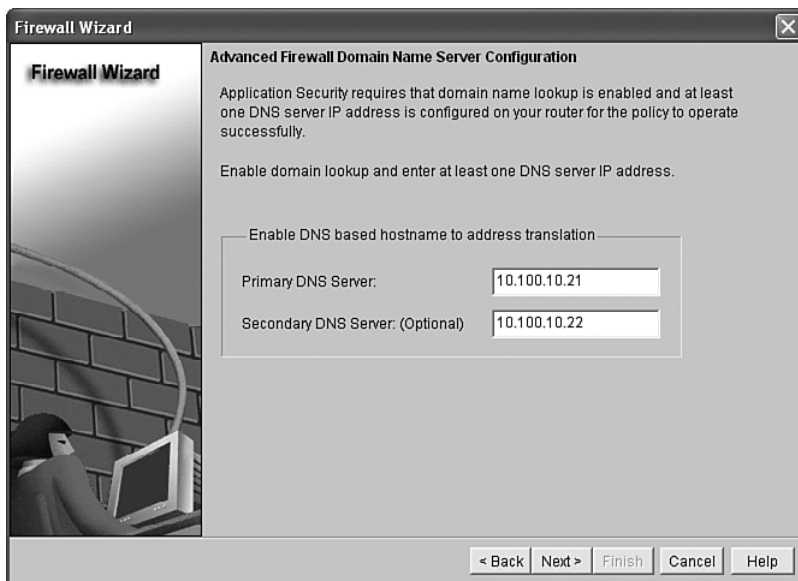 Firewall Wizard
Firewall Wizard
Advanced Firewall Domain Name Server Configuration
Application Security requires that domain name lookup is enabled and at least
one DNS server IP address is configured on your router for the policy to operate
successfully.
Enable domain lookup and enter at least one DNS server IP address.
Enable DNS based hostname to address translation
Primary DNS Server: 10.100.10.21
Secondary DNS Server: (Optional) 10.100.10.22
< Back Next > Finish Cancel Help